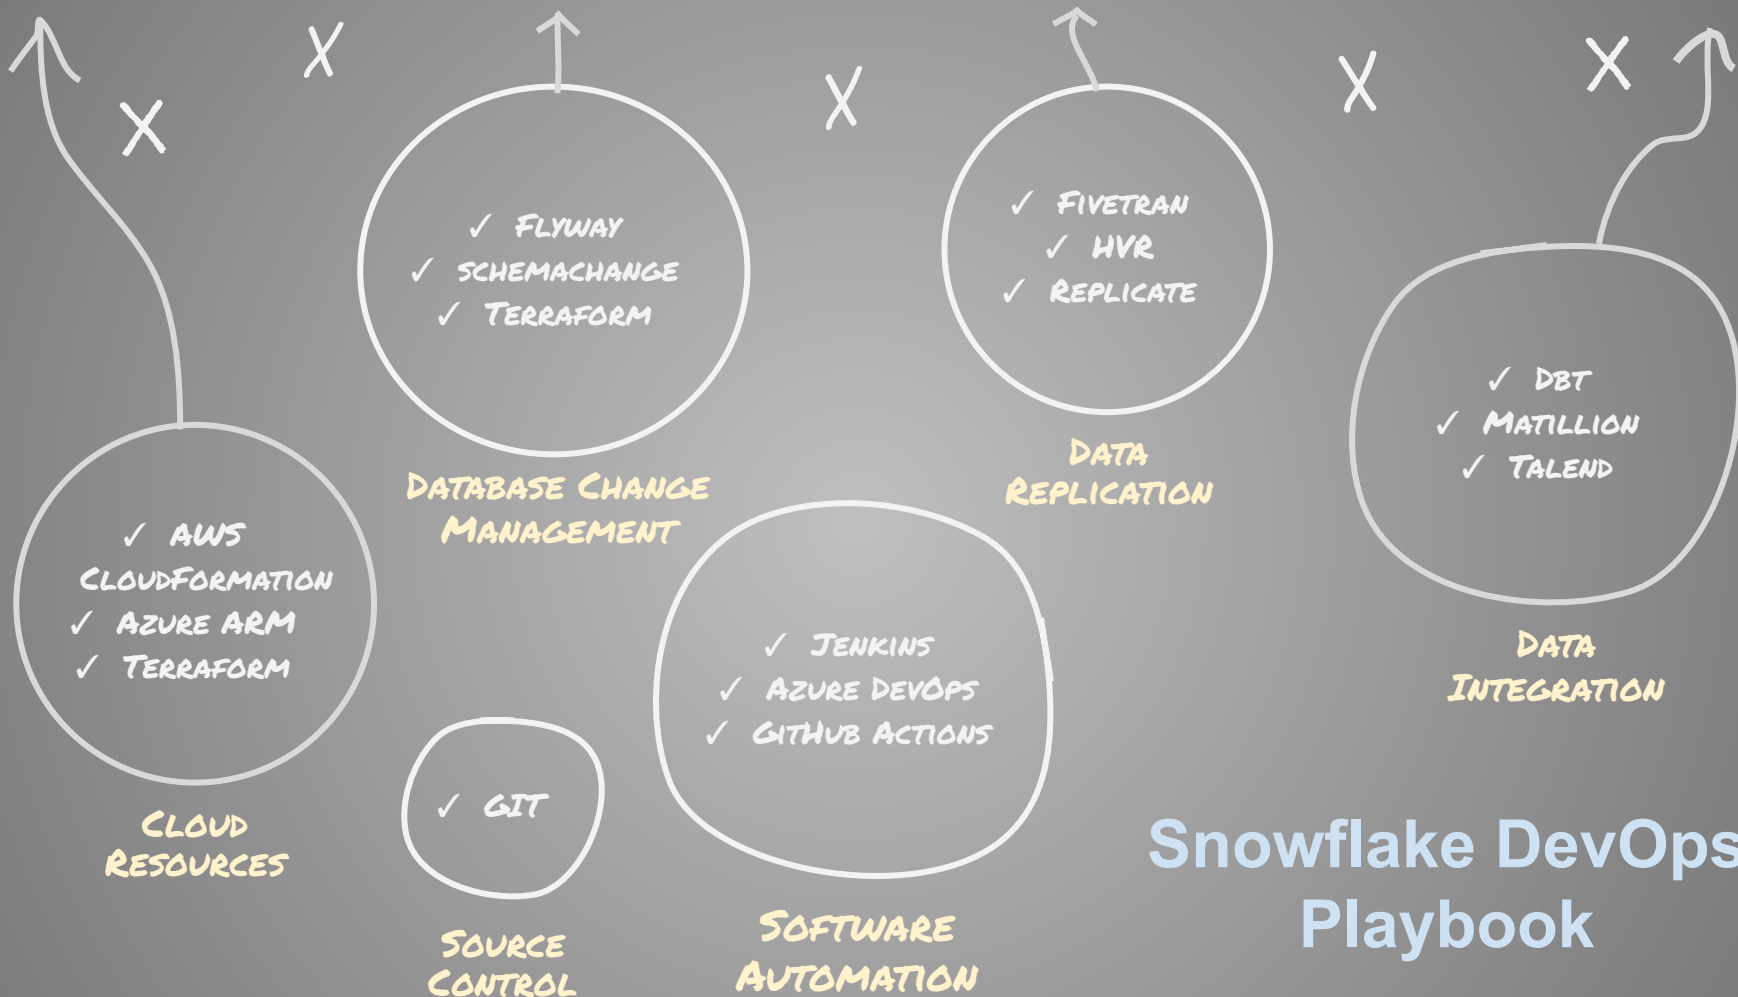 ✓ Flyway
✓ schemachange
✓ Terraform
Database Change
Management
✓ Fivetran
✓ HVR
✓ Replicate
Data
Replication
✓ Dbt
✓ Matillion
✓ Talend
Data
Integration
✓ AWS
CloudFormation
✓ Azure ARM
✓ Terraform
Cloud
Resources
✓ GIT
Source
Control
✓ Jenkins
✓ Azure DevOps
✓ GitHub Actions
Software
Automation
Snowflake DevOps
Playbook